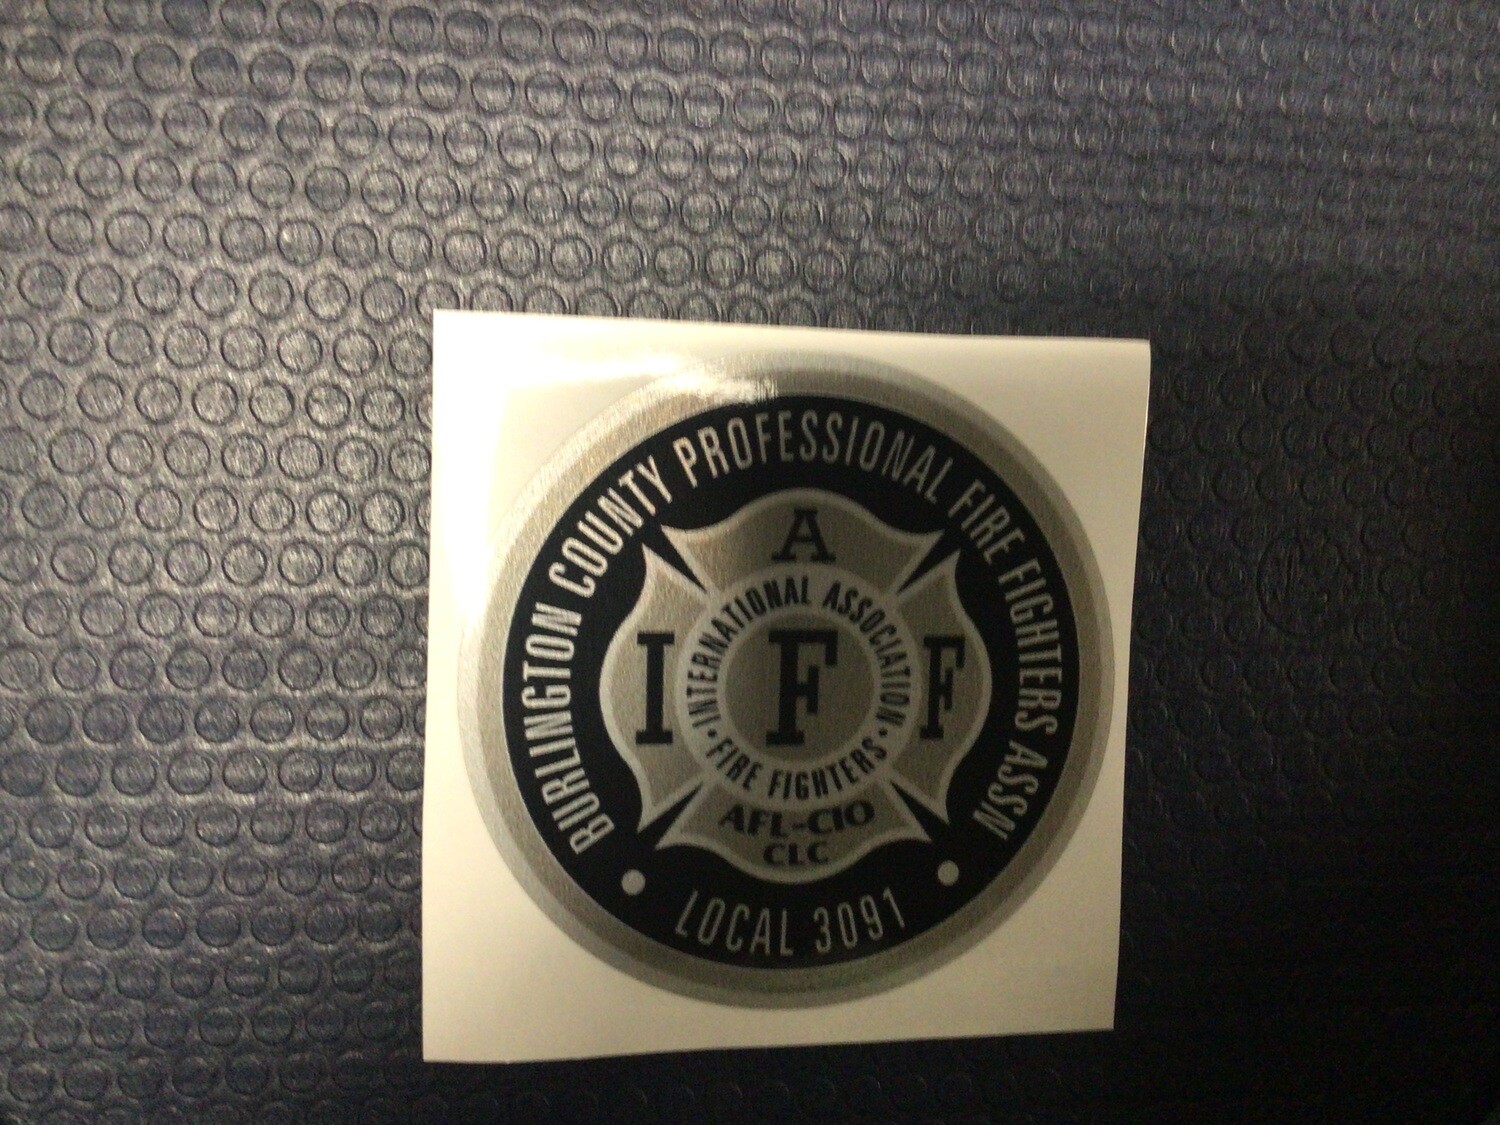 BURLINGTON COUNTY PROFESSIONAL FIRE FIGHTERS ASSN
A
INTERNATIONAL ASSOCIATION
I F F
• FIRE FIGHTERS •
AFL-CIO
CLC
• LOCAL 3091 •